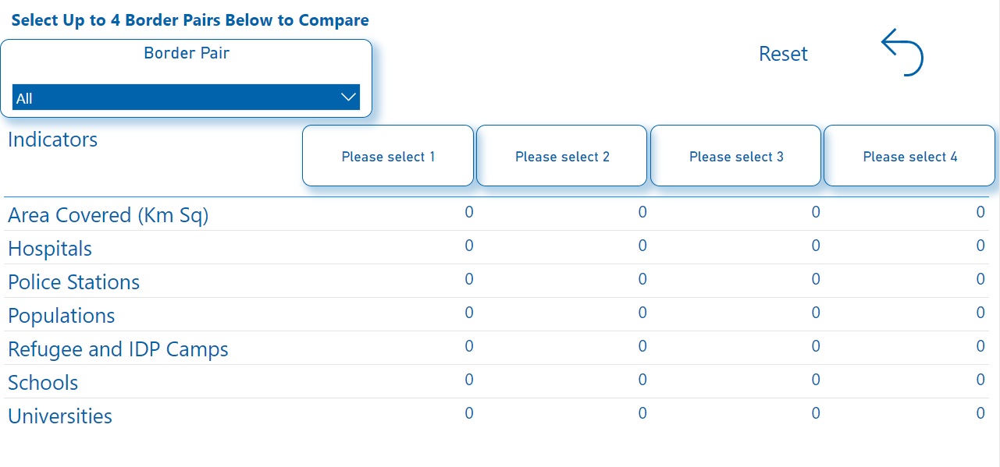 Select Up to 4 Border Pairs Below to Compare
Border Pair
Reset
All
Indicators
Please select 1 Please select 2 Please select 3 Please select 4
Area Covered (Km Sq) 0 0 0 0
Hospitals 0 0 0 0
Police Stations 0 0 0 0
Populations 0 0 0 0
Refugee and IDP Camps 0 0 0 0
Schools 0 0 0 0
Universities 0 0 0 0